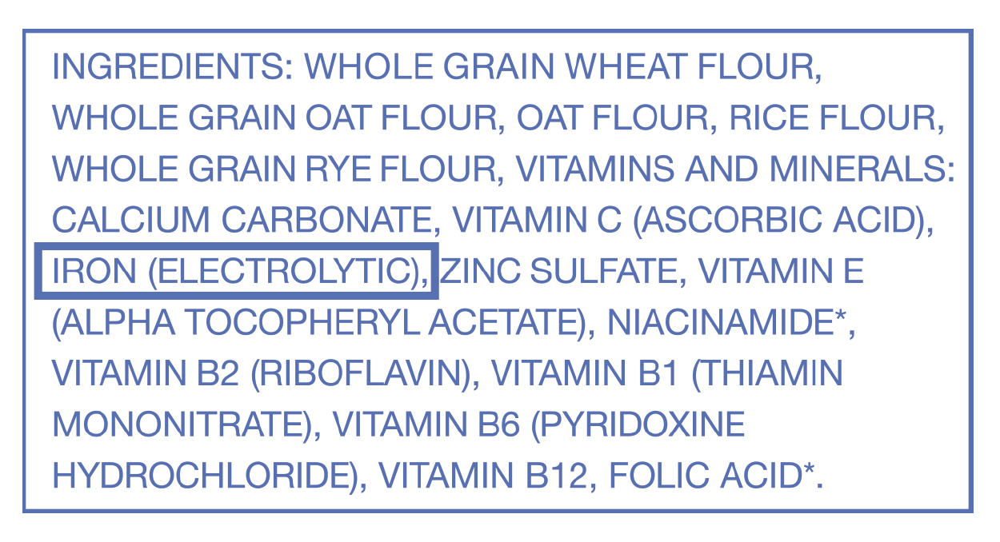 INGREDIENTS: WHOLE GRAIN WHEAT FLOUR,
WHOLE GRAIN OAT FLOUR, OAT FLOUR, RICE FLOUR,
WHOLE GRAIN RYE FLOUR, VITAMINS AND MINERALS:
CALCIUM CARBONATE, VITAMIN C (ASCORBIC ACID),
IRON (ELECTROLYTIC), ZINC SULFATE, VITAMIN E
(ALPHA TOCOPHERYL ACETATE), NIACINAMIDE*,
VITAMIN B2 (RIBOFLAVIN), VITAMIN B1 (THIAMIN
MONONITRATE), VITAMIN B6 (PYRIDOXINE
HYDROCHLORIDE), VITAMIN B12, FOLIC ACID*.